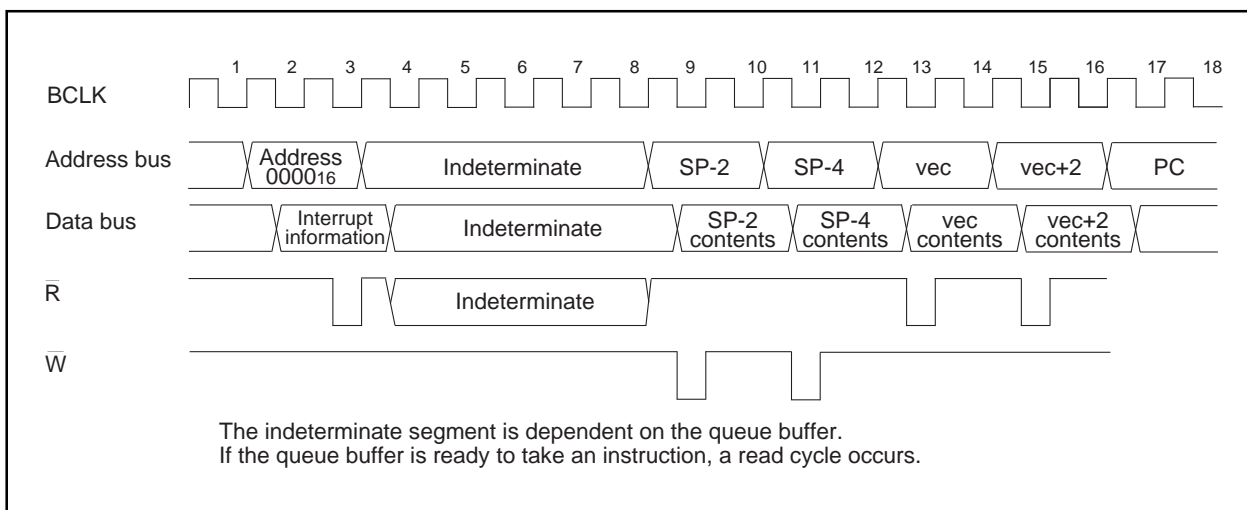 1 2 3 4 5 6 7 8 9 10 11 12 13 14 15 16 17 18
BCLK
Address bus
Address
000016
Indeterminate
SP-2
SP-4
vec
vec+2
PC
Data bus
Interrupt
information
Indeterminate
SP-2
contents
SP-4
contents
vec
contents
vec+2
contents
R
Indeterminate
W
The indeterminate segment is dependent on the queue buffer.
If the queue buffer is ready to take an instruction, a read cycle occurs.